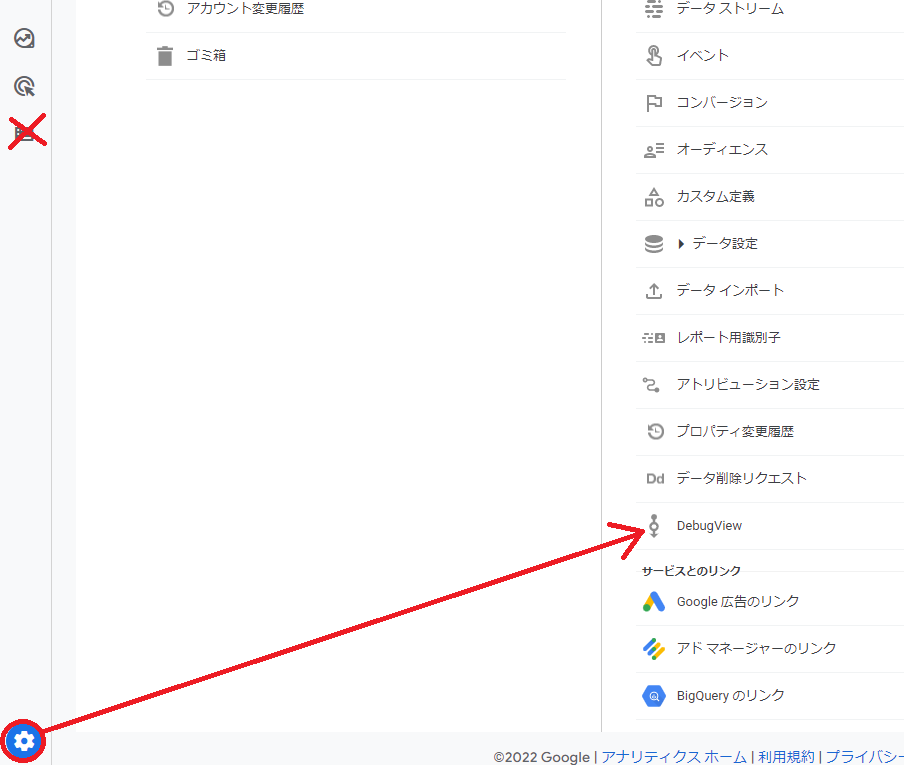 アカウント変更履歴
ゴミ箱
データ ストリーム
イベント
コンバージョン
オーディエンス
カスタム定義
データ設定
データ インポート
レポート用識別子
アトリビューション設定
プロパティ変更履歴
Dd データ削除リクエスト
DebugView
サービスとのリンク
Google 広告のリンク
アド マネージャーのリンク
BigQuery のリンク
©2022 Google | アナリティクス ホーム | 利用規約 | プライバシー